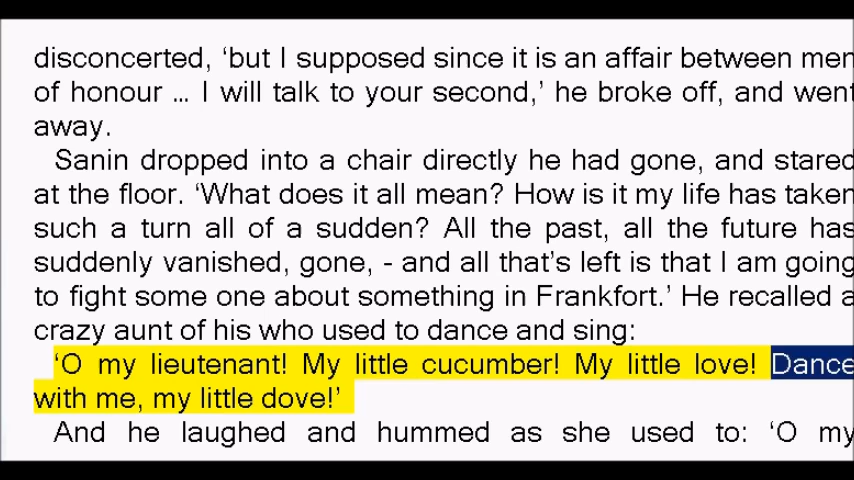 disconcerted, ‘but I supposed since it is an affair between men
of honour ... I will talk to your second,’ he broke off, and went
away.
Sanin dropped into a chair directly he had gone, and stared
at the floor. ‘What does it all mean? How is it my life has taken
such a turn all of a sudden? All the past, all the future has
suddenly vanished, gone, - and all that’s left is that I am going
to fight some one about something in Frankfort.’ He recalled a
crazy aunt of his who used to dance and sing:
‘O my lieutenant! My little cucumber! My little love! Dance
with me, my little dove!’
And he laughed and hummed as she used to: ‘O my